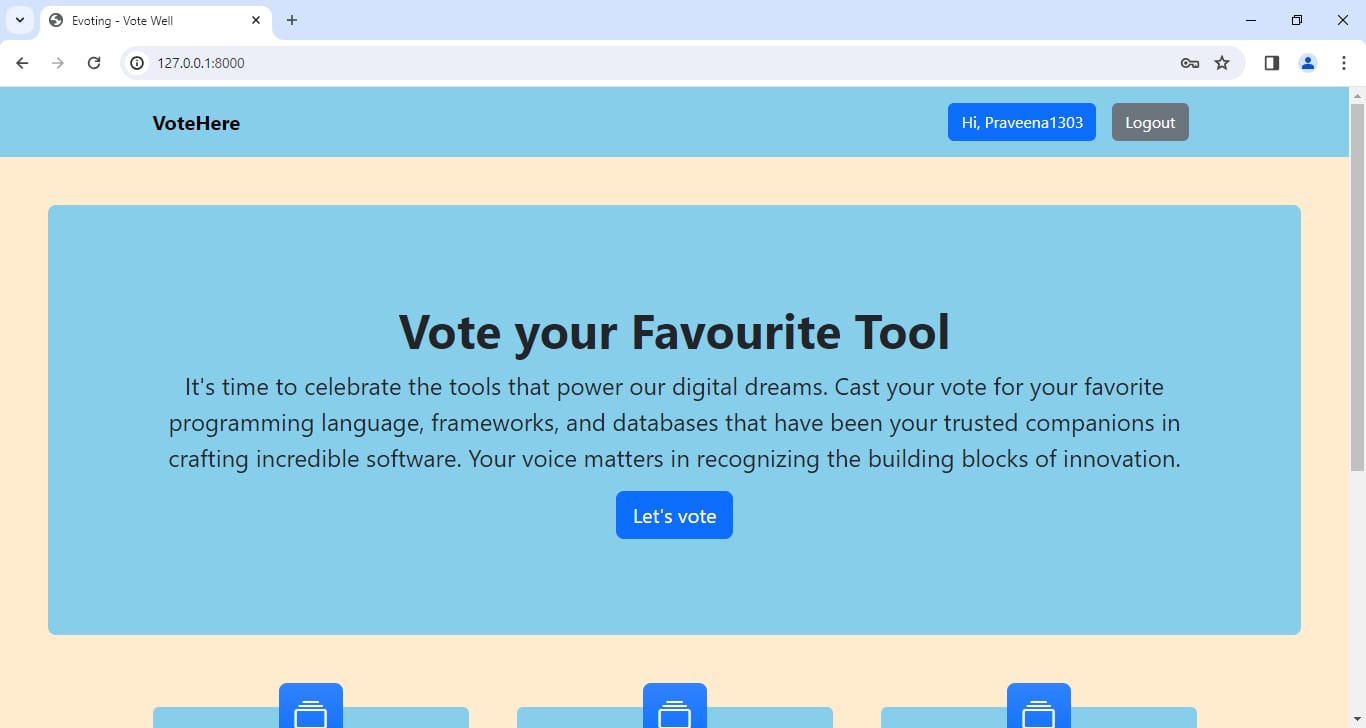 Evoting - Vote Well
127.0.0.1:8000
VoteHere
Hi, Praveena1303
Logout
Vote your Favourite Tool
It's time to celebrate the tools that power our digital dreams. Cast your vote for your favorite
programming language, frameworks, and databases that have been your trusted companions in
crafting incredible software. Your voice matters in recognizing the building blocks of innovation.
Let's vote